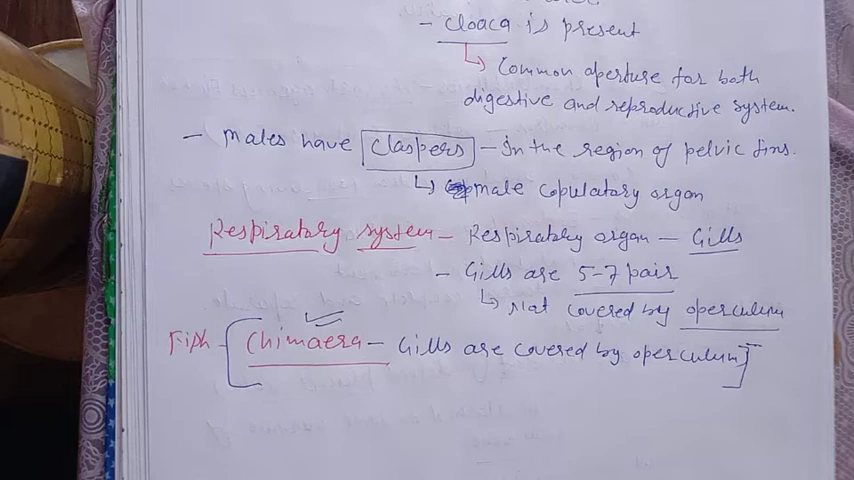 - Cloaca is present
↳ Common aperture for both
digestive and reproductive system.
- Males have Claspers - In the region of pelvic fins.
↳ male copulatory organ
Respiratory system - Respiratory organ - Gills
- Gills are 5-7 pair
↳ Not covered by operculum
Fish - [Chimaera - Gills are covered by operculum]